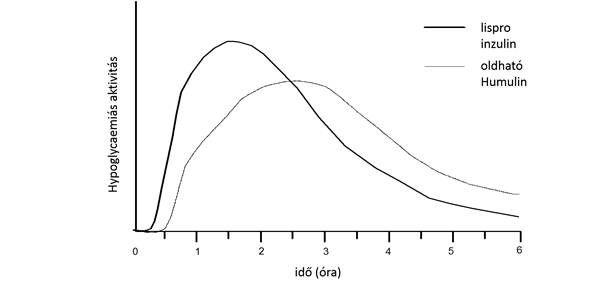 lispro
inzulin
oldható
Humulin
Hypoglycaemiás aktivitás
0 1 2 3 4 5 6
idő (óra)